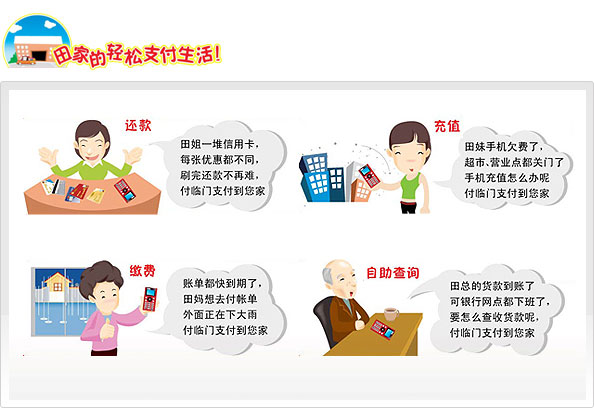 田家的轻松支付生活!
还款
田姐一堆信用卡,
每张优惠都不同,
刷完还款不再难,
付临门支付到您家
充值
田妹手机欠费了,
超市、营业点都关门了
手机充值怎么办呢
付临门支付到您家
缴费
账单都快到期了,
田妈想去付帐单
外面正在下大雨
付临门支付到您家
自助查询
田总的货款到账了
可银行网点都下班了,
要怎么查收货款呢,
付临门支付到您家